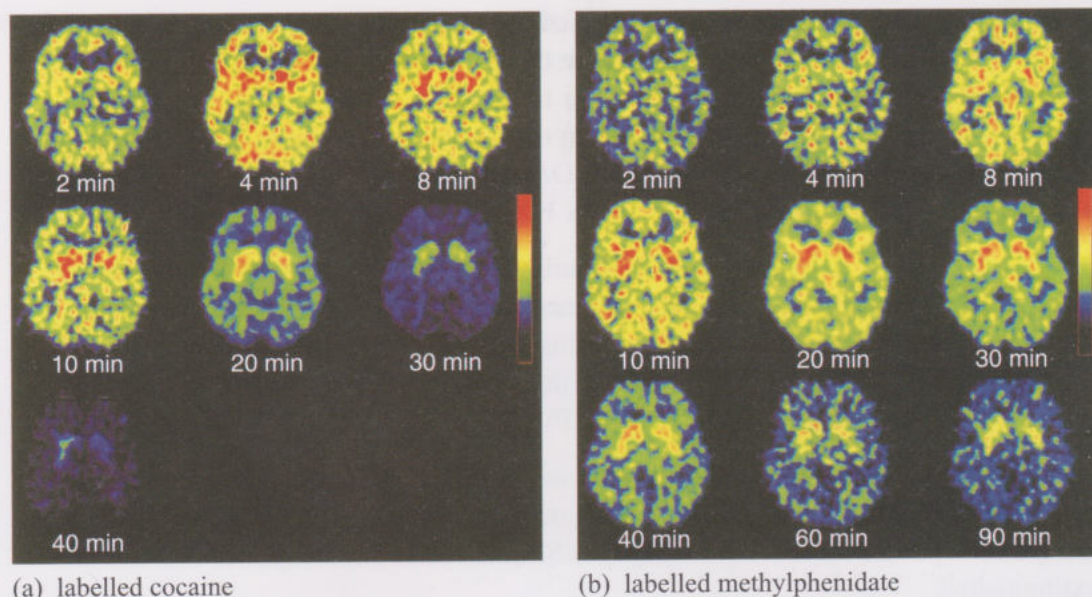 2 min 4 min 8 min
10 min 20 min 30 min
40 min
(a) labelled cocaine
2 min 4 min 8 min
10 min 20 min 30 min
40 min 60 min 90 min
(b) labelled methylphenidate